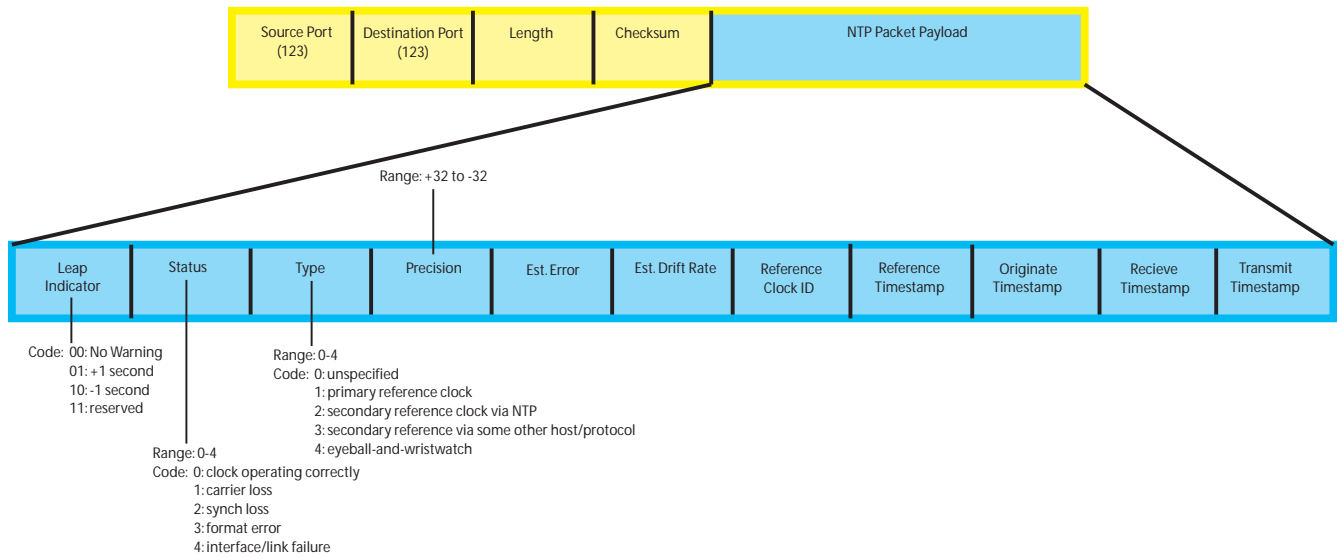 Source Port
(123)
Destination Port
(123)
Length
Checksum
NTP Packet Payload
Range: +32 to -32
Leap
Indicator
Status
Type
Precision
Est. Error
Est. Drift Rate
Reference
Clock ID
Reference
Timestamp
Originate
Timestamp
Recieve
Timestamp
Transmit
Timestamp
Code: 00: No Warning
01: +1 second
10: -1 second
11: reserved
Range: 0-4
Code: 0: clock operating correctly
1: carrier loss
2: synch loss
3: format error
4: interface/link failure
Range: 0-4
Code: 0: unspecified
1: primary reference clock
2: secondary reference clock via NTP
3: secondary reference via some other host/protocol
4: eyeball-and-wristwatch